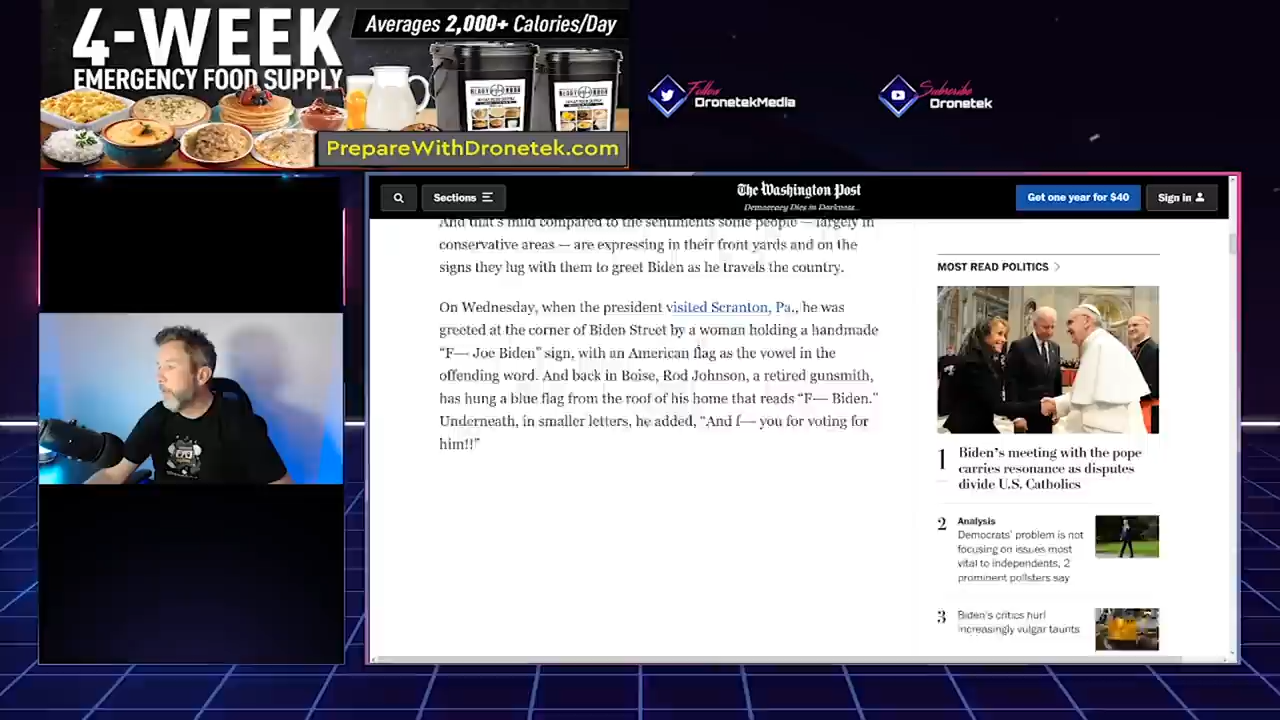 4-WEEK
EMERGENCY FOOD SUPPLY
Averages 2,000+ Calories/Day
PrepareWithDronetek.com
Follow
DronetekMedia
Subscribe
Dronetek
Sections
The Washington Post
Democracy Dies in Darkness
Get one year for $40
Sign in
And that's mild compared to the sentiments some people — largely in
conservative areas — are expressing in their front yards and on the
signs they lug with them to greet Biden as he travels the country.
On Wednesday, when the president visited Scranton, Pa., he was
greeted at the corner of Biden Street by a woman holding a handmade
“F— Joe Biden” sign, with an American flag as the vowel in the
offending word. And back in Boise, Rod Johnson, a retired gunsmith,
has hung a blue flag from the roof of his home that reads “F— Biden.”
Underneath, in smaller letters, he added, “And f— you for voting for
him!!”
MOST READ POLITICS
1
Biden’s meeting with the pope
carries resonance as disputes
divide U.S. Catholics
2
Analysis
Democrats’ problem is not
focusing on issues most
vital to independents, 2
prominent pollsters say
3
Biden’s critics hurl
increasingly vulgar taunts